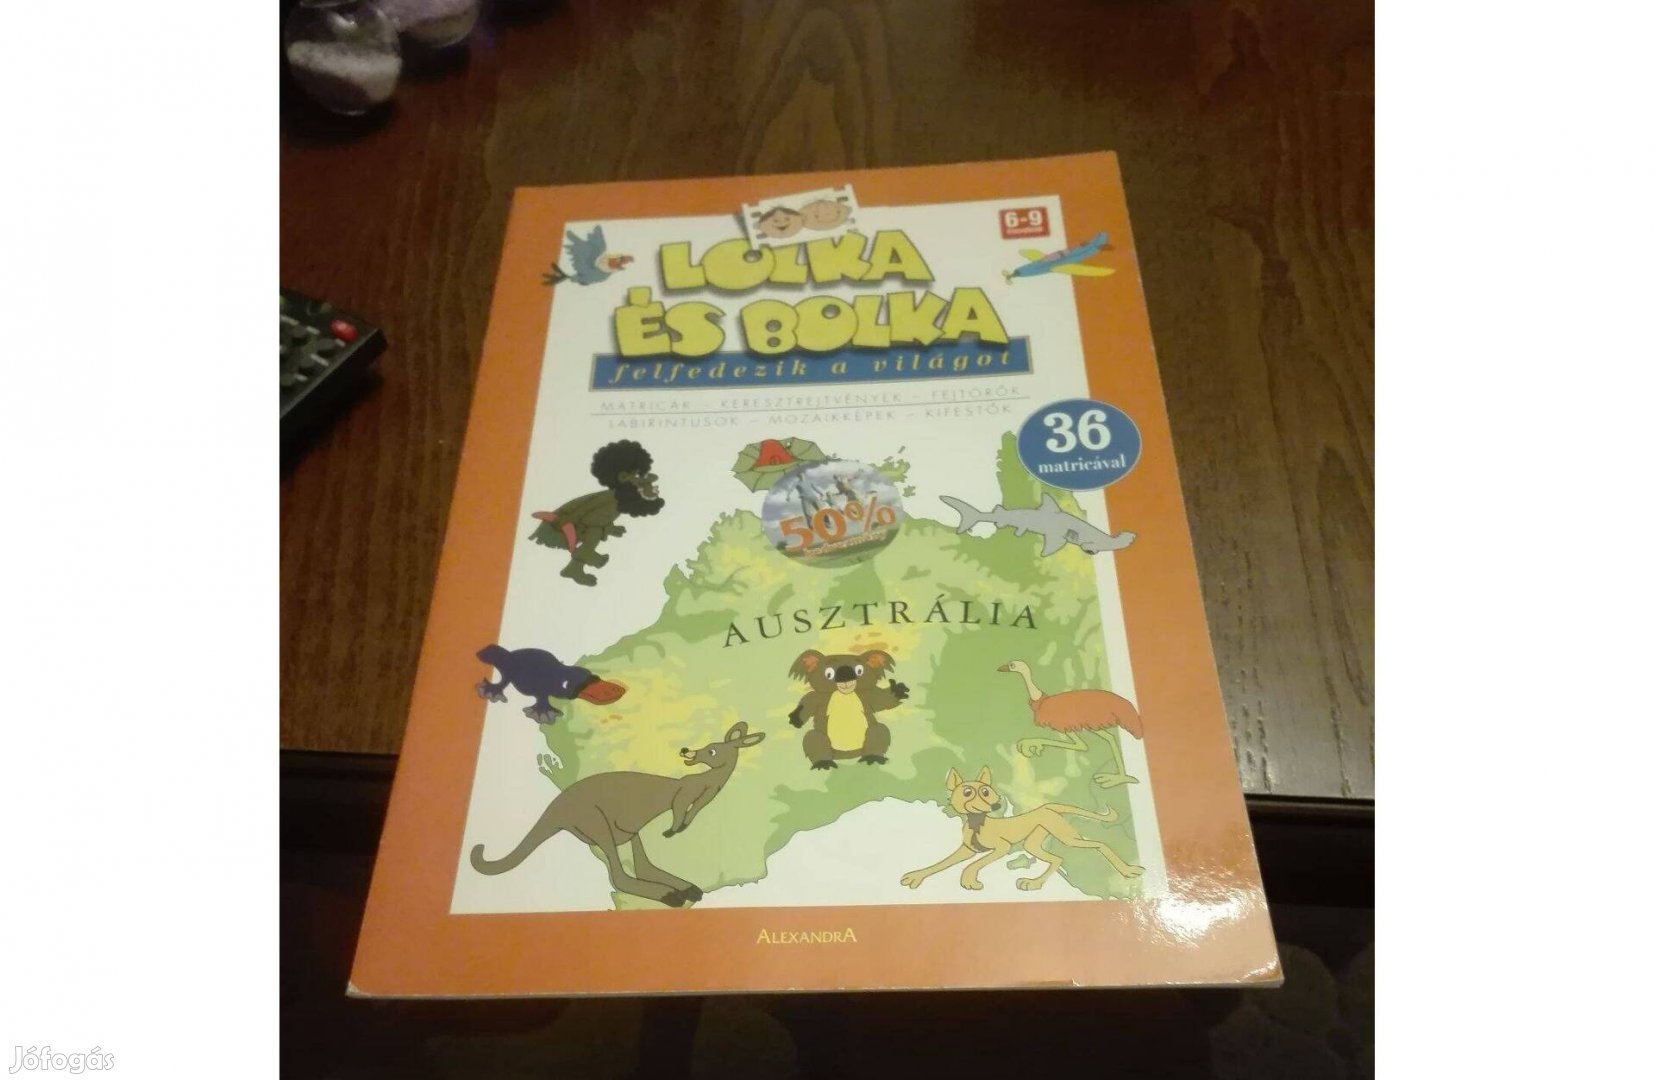 6-9
LOLKA
ÉS BOLKA
felfedezik a világot
MATRICÁK – KERESZTREJTVÉNYEK – FEJTÖRŐK
LABIRINTUSOK – MOZAIKKÉPEK – KIFESTŐK
36
matricával
50%
AUSZTRÁLIA
ALEXANDRA
Jófogás